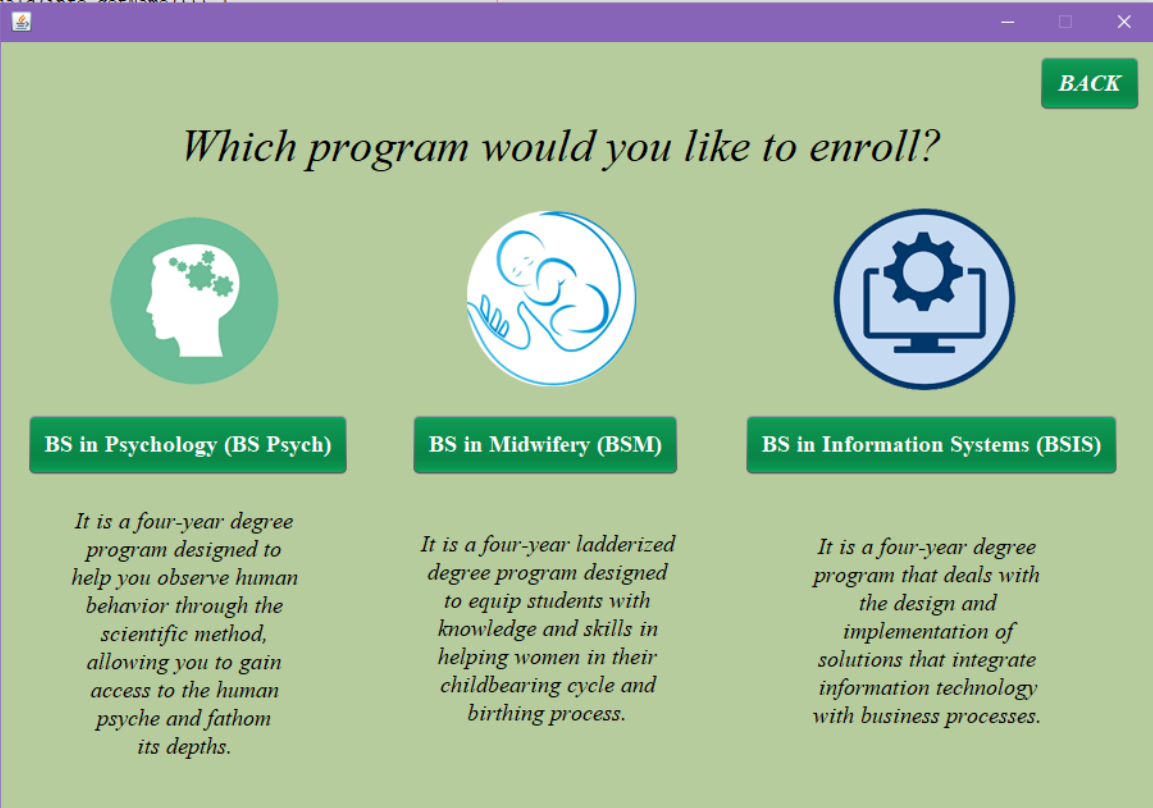 BACK
Which program would you like to enroll?
BS in Psychology (BS Psych)
It is a four-year degree
program designed to
help you observe human
behavior through the
scientific method,
allowing you to gain
access to the human
psyche and fathom
its depths.
BS in Midwifery (BSM)
It is a four-year ladderized
degree program designed
to equip students with
knowledge and skills in
helping women in their
childbearing cycle and
birthing process.
BS in Information Systems (BSIS)
It is a four-year degree
program that deals with
the design and
implementation of
solutions that integrate
information technology
with business processes.